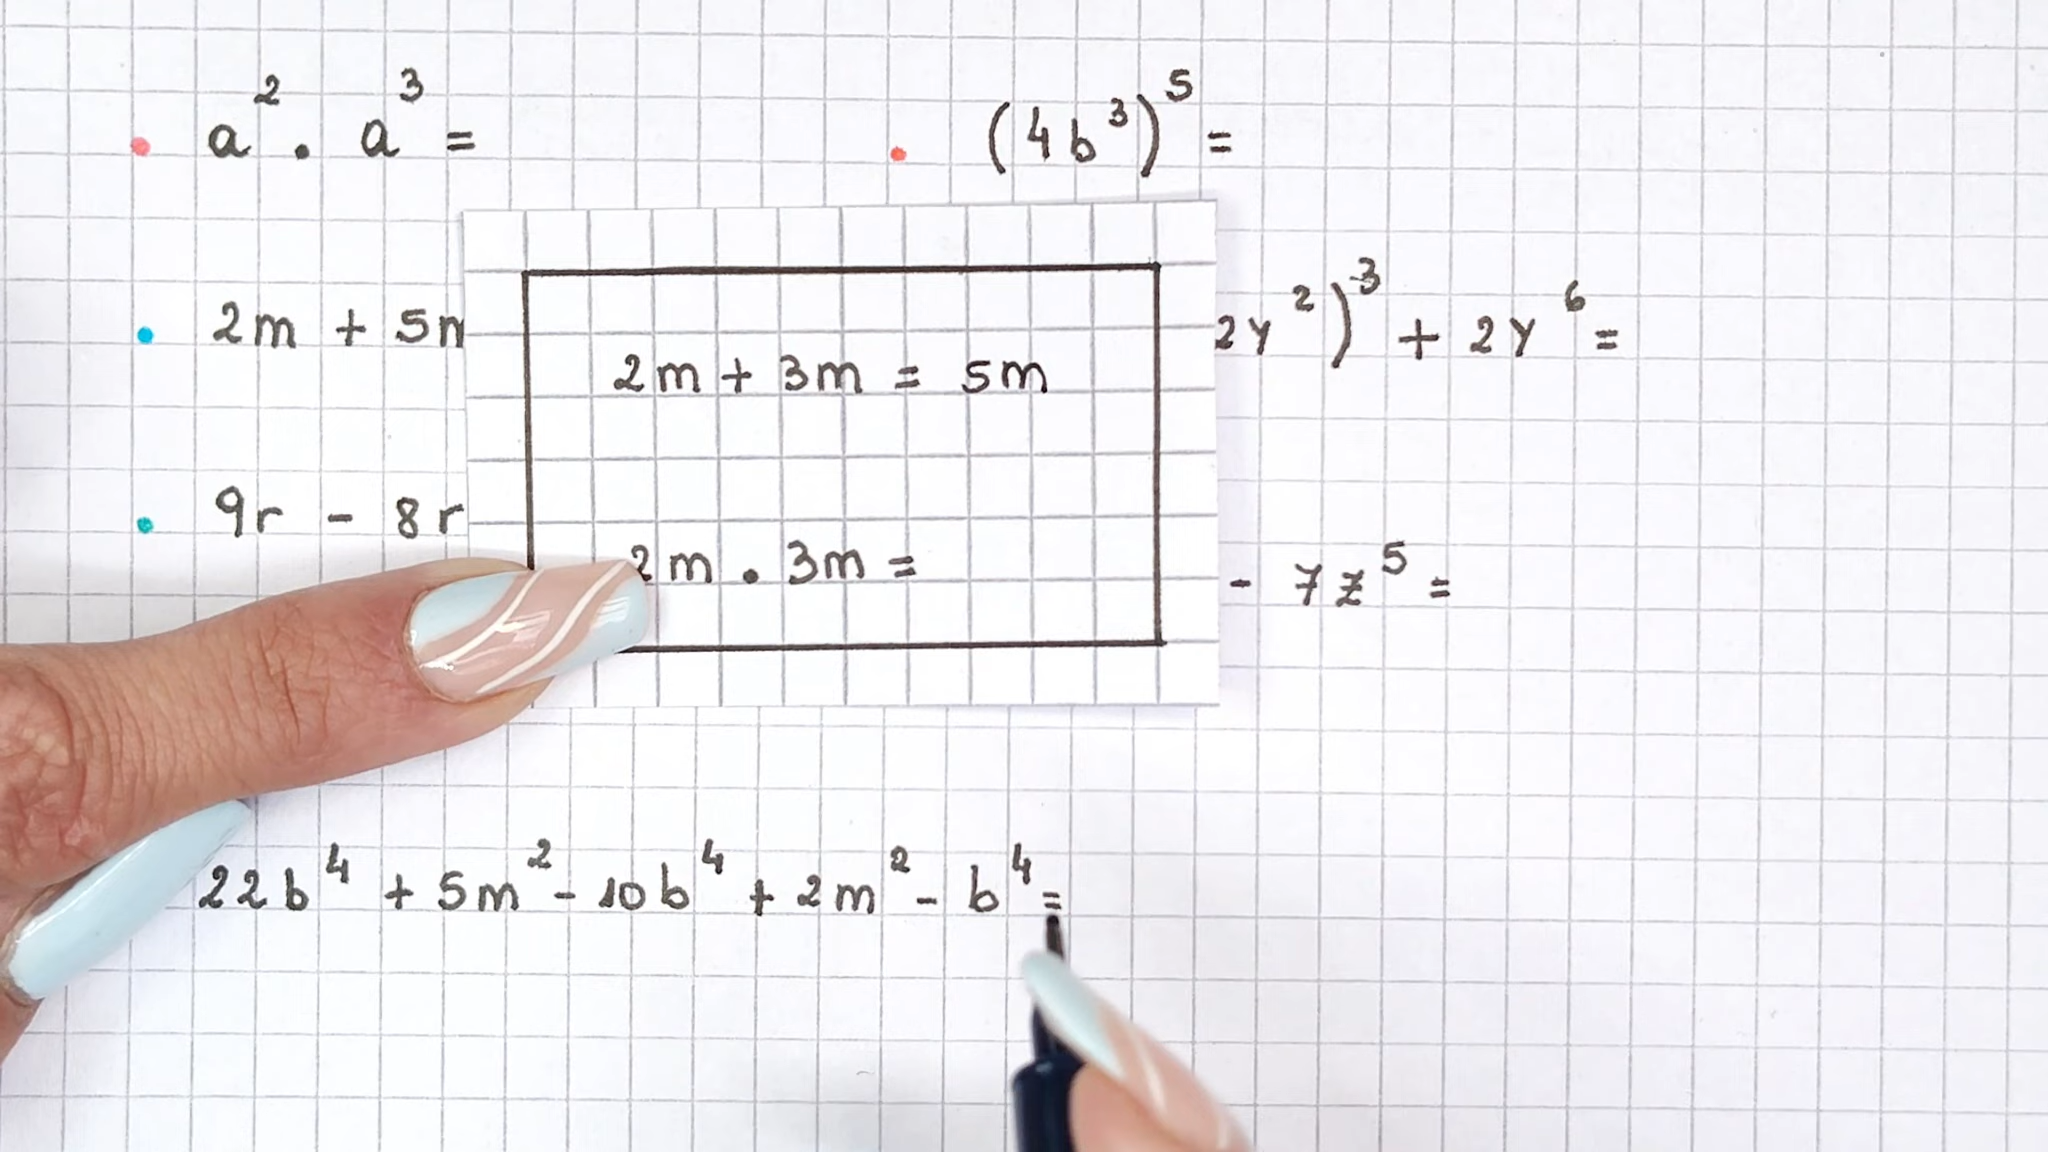 a² · a³ =
(4b³)⁵ =
2m + 5m
2y²)³ + 2y⁶ =
2m + 3m = 5m
9r - 8r
2m · 3m =
- 7z⁵ =
22b⁴ + 5m² - 10b⁴ + 2m² - b⁴ =